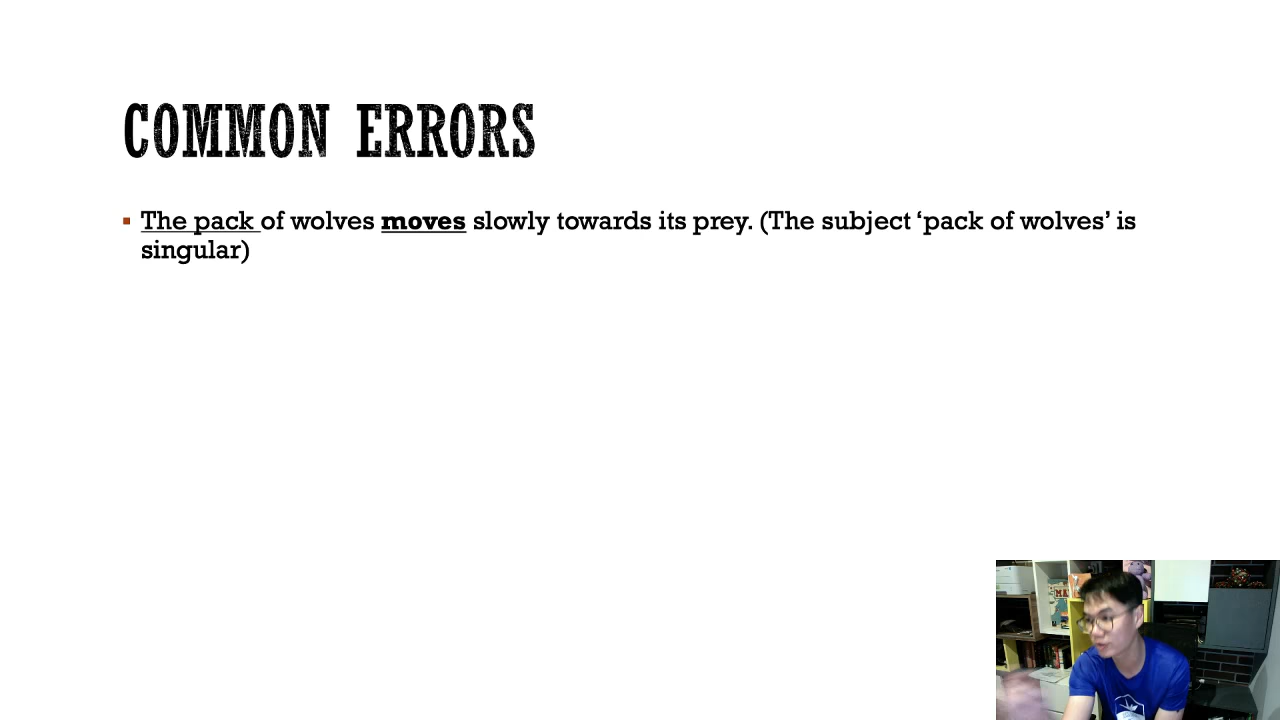 COMMON ERRORS
The pack of wolves moves slowly towards its prey. (The subject ‘pack of wolves’ is
singular)